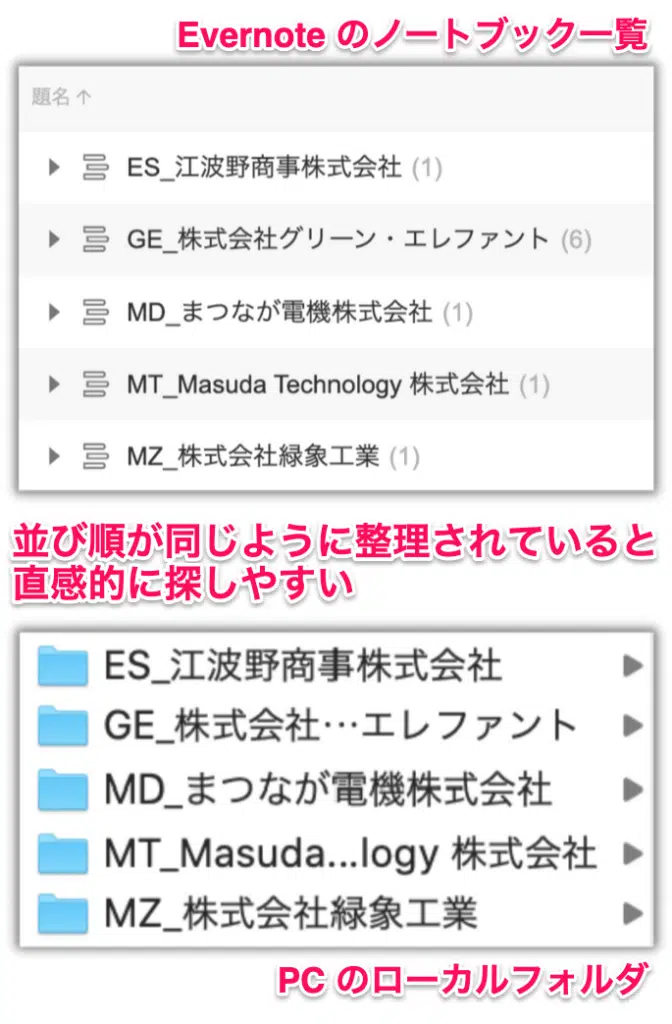 Evernote のノートブック一覧
題名 ↑
ES_江波野商事株式会社 (1)
GE_株式会社グリーン・エレファント (6)
MD_まつなが電機株式会社 (1)
MT_Masuda Technology 株式会社 (1)
MZ_株式会社緑象工業 (1)
並び順が同じように整理されていると
直感的に探しやすい
ES_江波野商事株式会社
GE_株式会社…エレファント
MD_まつなが電機株式会社
MT_Masuda...logy 株式会社
MZ_株式会社緑象工業
PC のローカルフォルダ